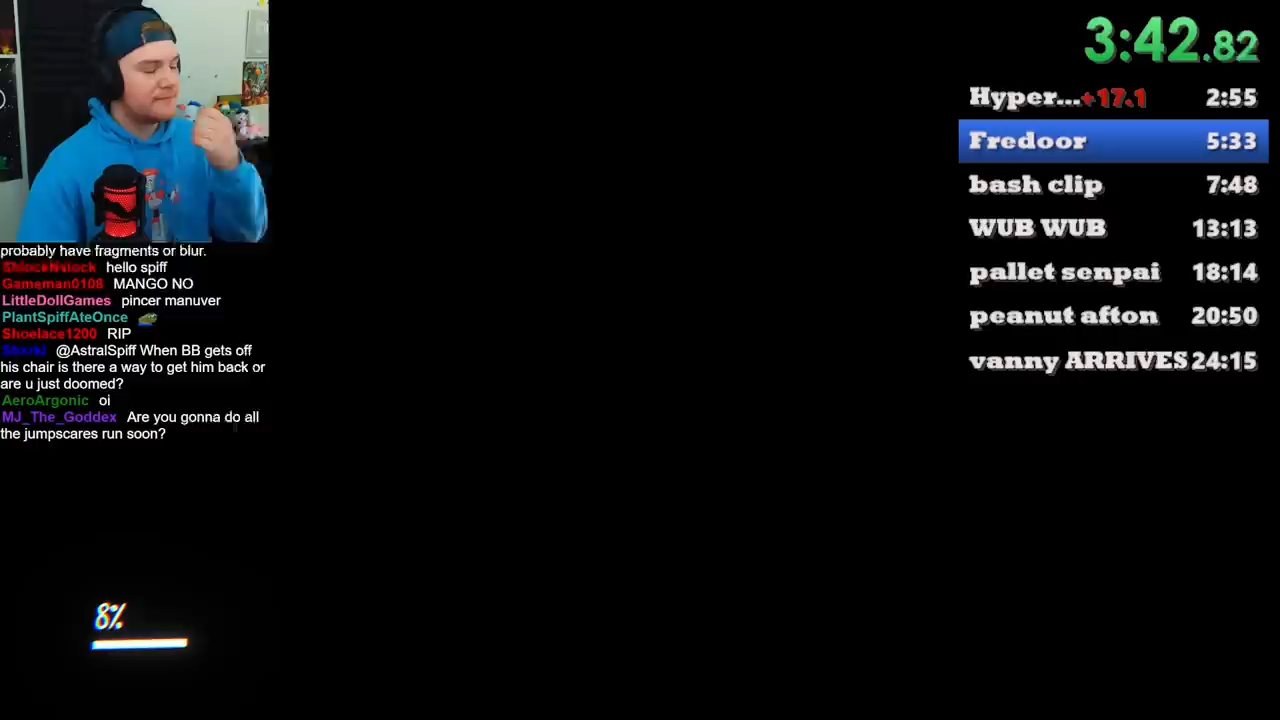 3:42.82
Hyper...+17.1 2:55
Fredoor 5:33
bash clip 7:48
WUB WUB 13:13
pallet senpai 18:14
peanut afton 20:50
vanny ARRIVES 24:15
probably have fragments or blur.
hello spiff
Gameman0108 MANGO NO
LittleDollGames pincer manuver
PlantSpiffAteOnce
Shoelace1200 RIP
@AstralSpiff When BB gets off
his chair is there a way to get him back or
are u just doomed?
AeroArgonic oi
MJ_The_Goddex Are you gonna do all
the jumpscares run soon?
8%